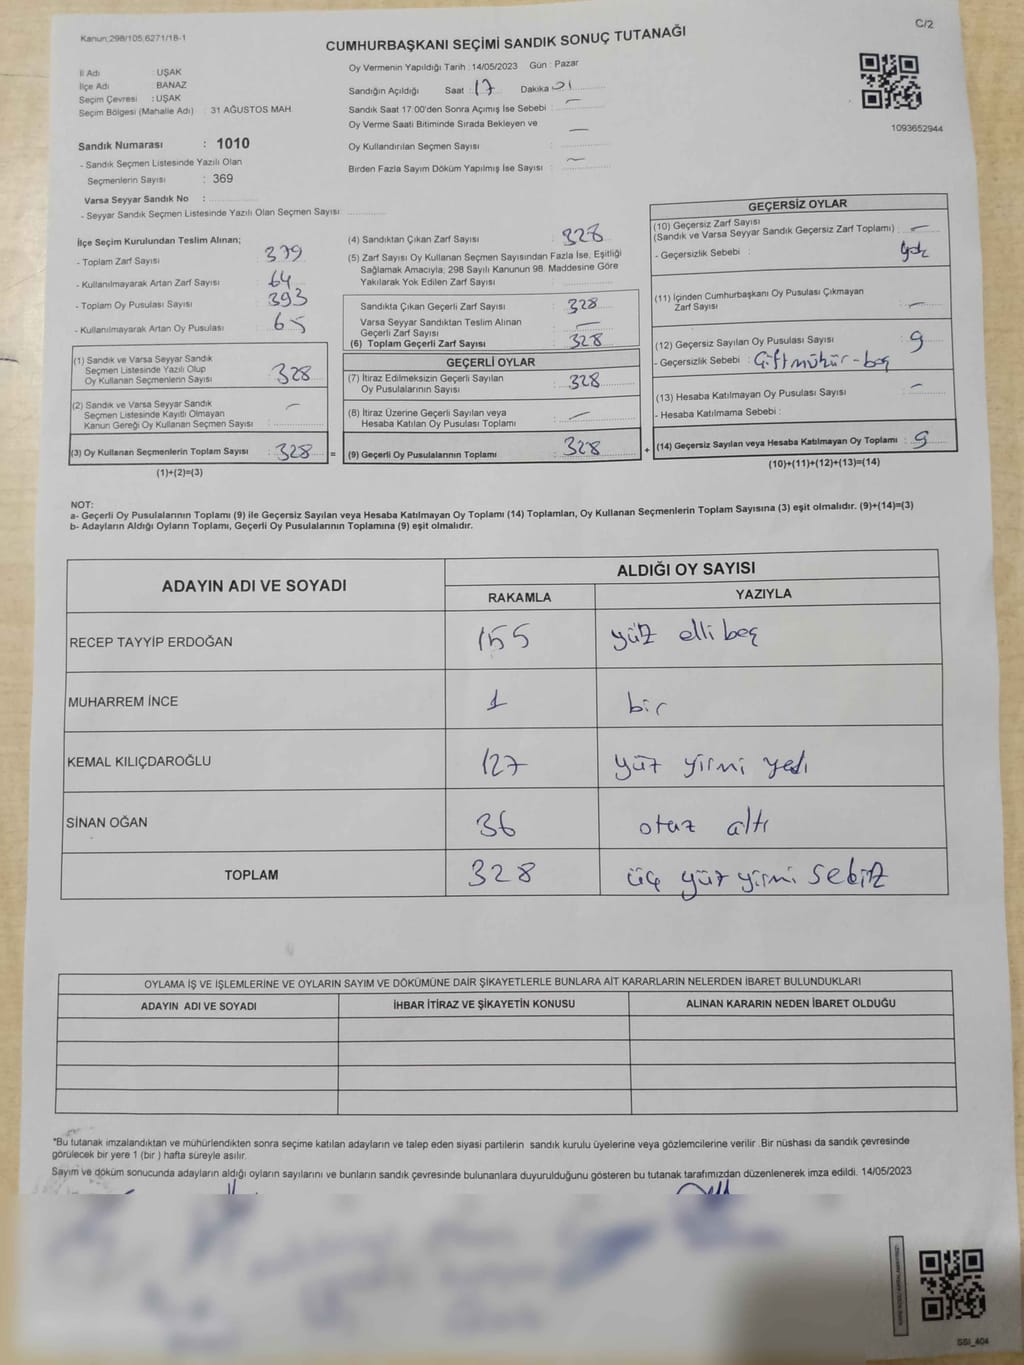 Kanun;298/105;6271/18-1
C/2
CUMHURBAŞKANI SEÇİMİ SANDIK SONUÇ TUTANAĞI
İl Adı UŞAK
İlçe Adı BANAZ
Seçim Çevresi : UŞAK
Seçim Bölgesi (Mahalle Adı) : 31 AĞUSTOS MAH.
Oy Vermenin Yapıldığı Tarih :14/05/2023 Gün : Pazar
Sandığın Açıldığı Saat : 17 Dakika 01
Sandık Saat 17:00'den Sonra Açımış İse Sebebi : —
Oy Verme Saati Bitiminde Sırada Bekleyen ve
Oy Kullandırılan Seçmen Sayısı : —
Birden Fazla Sayım Döküm Yapılmış İse Sayısı : —
1093652944
Sandık Numarası : 1010
- Sandık Seçmen Listesinde Yazılı Olan
Seçmenlerin Sayısı : 369
Varsa Seyyar Sandık No :
- Seyyar Sandık Seçmen Listesinde Yazılı Olan Seçmen Sayısı:
İlçe Seçim Kurulundan Teslim Alınan;
- Toplam Zarf Sayısı : 379
- Kullanılmayarak Artan Zarf Sayısı : 64
- Toplam Oy Pusulası Sayısı : 393
- Kullanılmayarak Artan Oy Pusulası : 65
(1) Sandık ve Varsa Seyyar Sandık
Seçmen Listesinde Yazılı Olup
Oy Kullanan Seçmenlerin Sayısı : 328
(2) Sandık ve Varsa Seyyar Sandık
Seçmen Listesinde Kayıtlı Olmayan
Kanun Gereği Oy Kullanan Seçmen Sayısı : —
(3) Oy Kullanan Seçmenlerin Toplam Sayısı : 328 =
(1)+(2)=(3)
(4) Sandıktan Çıkan Zarf Sayısı : 328
(5) Zarf Sayısı Oy Kullanan Seçmen Sayısından Fazla İse, Eşitliği
Sağlamak Amacıyla; 298 Sayılı Kanunun 98. Maddesine Göre
Yakılarak Yok Edilen Zarf Sayısı :
Sandıkta Çıkan Geçerli Zarf Sayısı : 328
Varsa Seyyar Sandıktan Teslim Alınan
Geçerli Zarf Sayısı : —
(6) Toplam Geçerli Zarf Sayısı : 328
GEÇERLİ OYLAR
(7) İtiraz Edilmeksizin Geçerli Sayılan
Oy Pusulalarının Sayısı : 328
(8) İtiraz Üzerine Geçerli Sayılan veya
Hesaba Katılan Oy Pusulası Toplamı : —
(9) Geçerli Oy Pusulalarının Toplamı : 328 +
GEÇERSİZ OYLAR
(10) Geçersiz Zarf Sayısı
(Sandık ve Varsa Seyyar Sandık Geçersiz Zarf Toplamı) : —
- Geçersizlik Sebebi : yok
(11) İçinden Cumhurbaşkanı Oy Pusulası Çıkmayan
Zarf Sayısı : —
(12) Geçersiz Sayılan Oy Pusulası Sayısı : 9
- Geçersizlik Sebebi : Çift mühür - boş
(13) Hesaba Katılmayan Oy Pusulası Sayısı : —
- Hesaba Katılmama Sebebi :
(14) Geçersiz Sayılan veya Hesaba Katılmayan Oy Toplamı : 9
(10)+(11)+(12)+(13)=(14)
NOT:
a- Geçerli Oy Pusulalarının Toplamı (9) ile Geçersiz Sayılan veya Hesaba Katılmayan Oy Toplamı (14) Toplamları, Oy Kullanan Seçmenlerin Toplam Sayısına (3) eşit olmalıdır. (9)+(14)=(3)
b- Adayların Aldığı Oyların Toplamı, Geçerli Oy Pusulalarının Toplamına (9) eşit olmalıdır.
ADAYIN ADI VE SOYADI ALDIĞI OY SAYISI
RAKAMLA YAZIYLA
RECEP TAYYİP ERDOĞAN 155 yüz elli beş
MUHARREM İNCE 1 bir
KEMAL KILIÇDAROĞLU 127 yüz yirmi yedi
SİNAN OĞAN 36 otuz altı
TOPLAM 328 üç yüz yirmi sekiz
OYLAMA İŞ VE İŞLEMLERİNE VE OYLARIN SAYIM VE DÖKÜMÜNE DAİR ŞİKAYETLERLE BUNLARA AİT KARARLARIN NELERDEN İBARET BULUNDUKLARI
ADAYIN ADI VE SOYADI İHBAR İTİRAZ VE ŞİKAYETİN KONUSU ALINAN KARARIN NEDEN İBARET OLDUĞU
*Bu tutanak imzalandıktan ve mühürlendikten sonra seçime katılan adayların ve talep eden siyasi partilerin sandık kurulu üyelerine veya gözlemcilerine verilir .Bir nüshası da sandık çevresinde
görülecek bir yere 1 (bir ) hafta süreyle asılır.
Sayım ve döküm sonucunda adayların aldığı oyların sayılarını ve bunların sandık çevresinde bulunanlara duyurulduğunu gösteren bu tutanak tarafımızdan düzenlenerek imza edildi. 14/05/2023
SSI_404